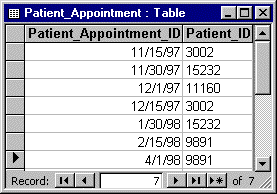 Patient_Appointment : Table
Patient_Appointment_ID Patient_ID
11/15/97 3002
11/30/97 15232
12/1/97 11160
12/15/97 3002
1/30/98 15232
2/15/98 9891
4/1/98 9891
Record: 7 of 7